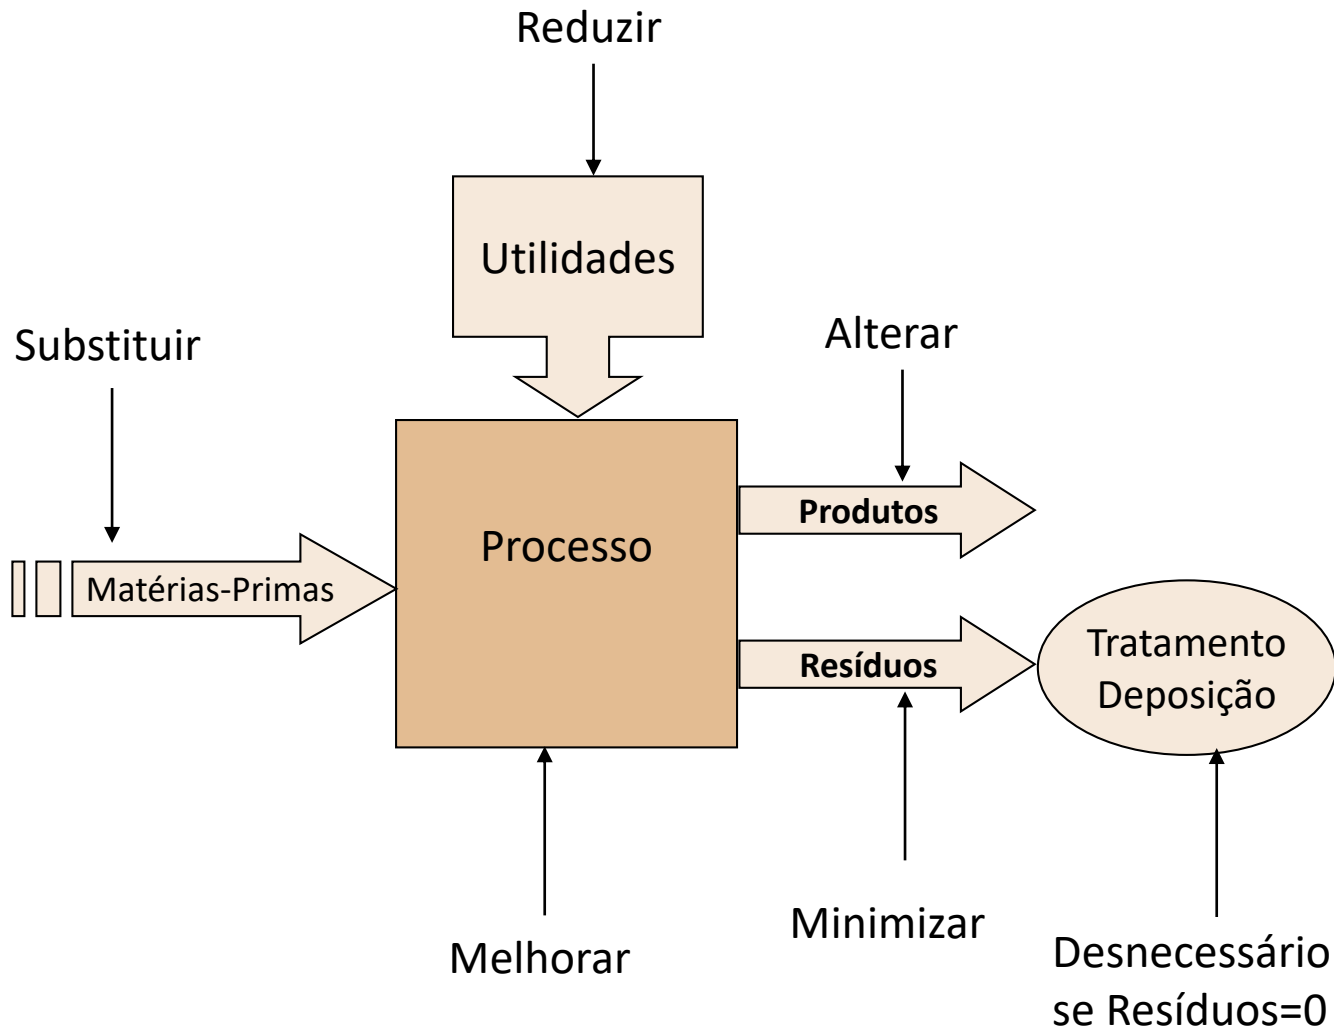 Reduzir
Utilidades
Substituir
Alterar
Produtos
Processo
Matérias-Primas
Resíduos
Tratamento
Deposição
Minimizar
Melhorar
Desnecessário
se Resíduos=0